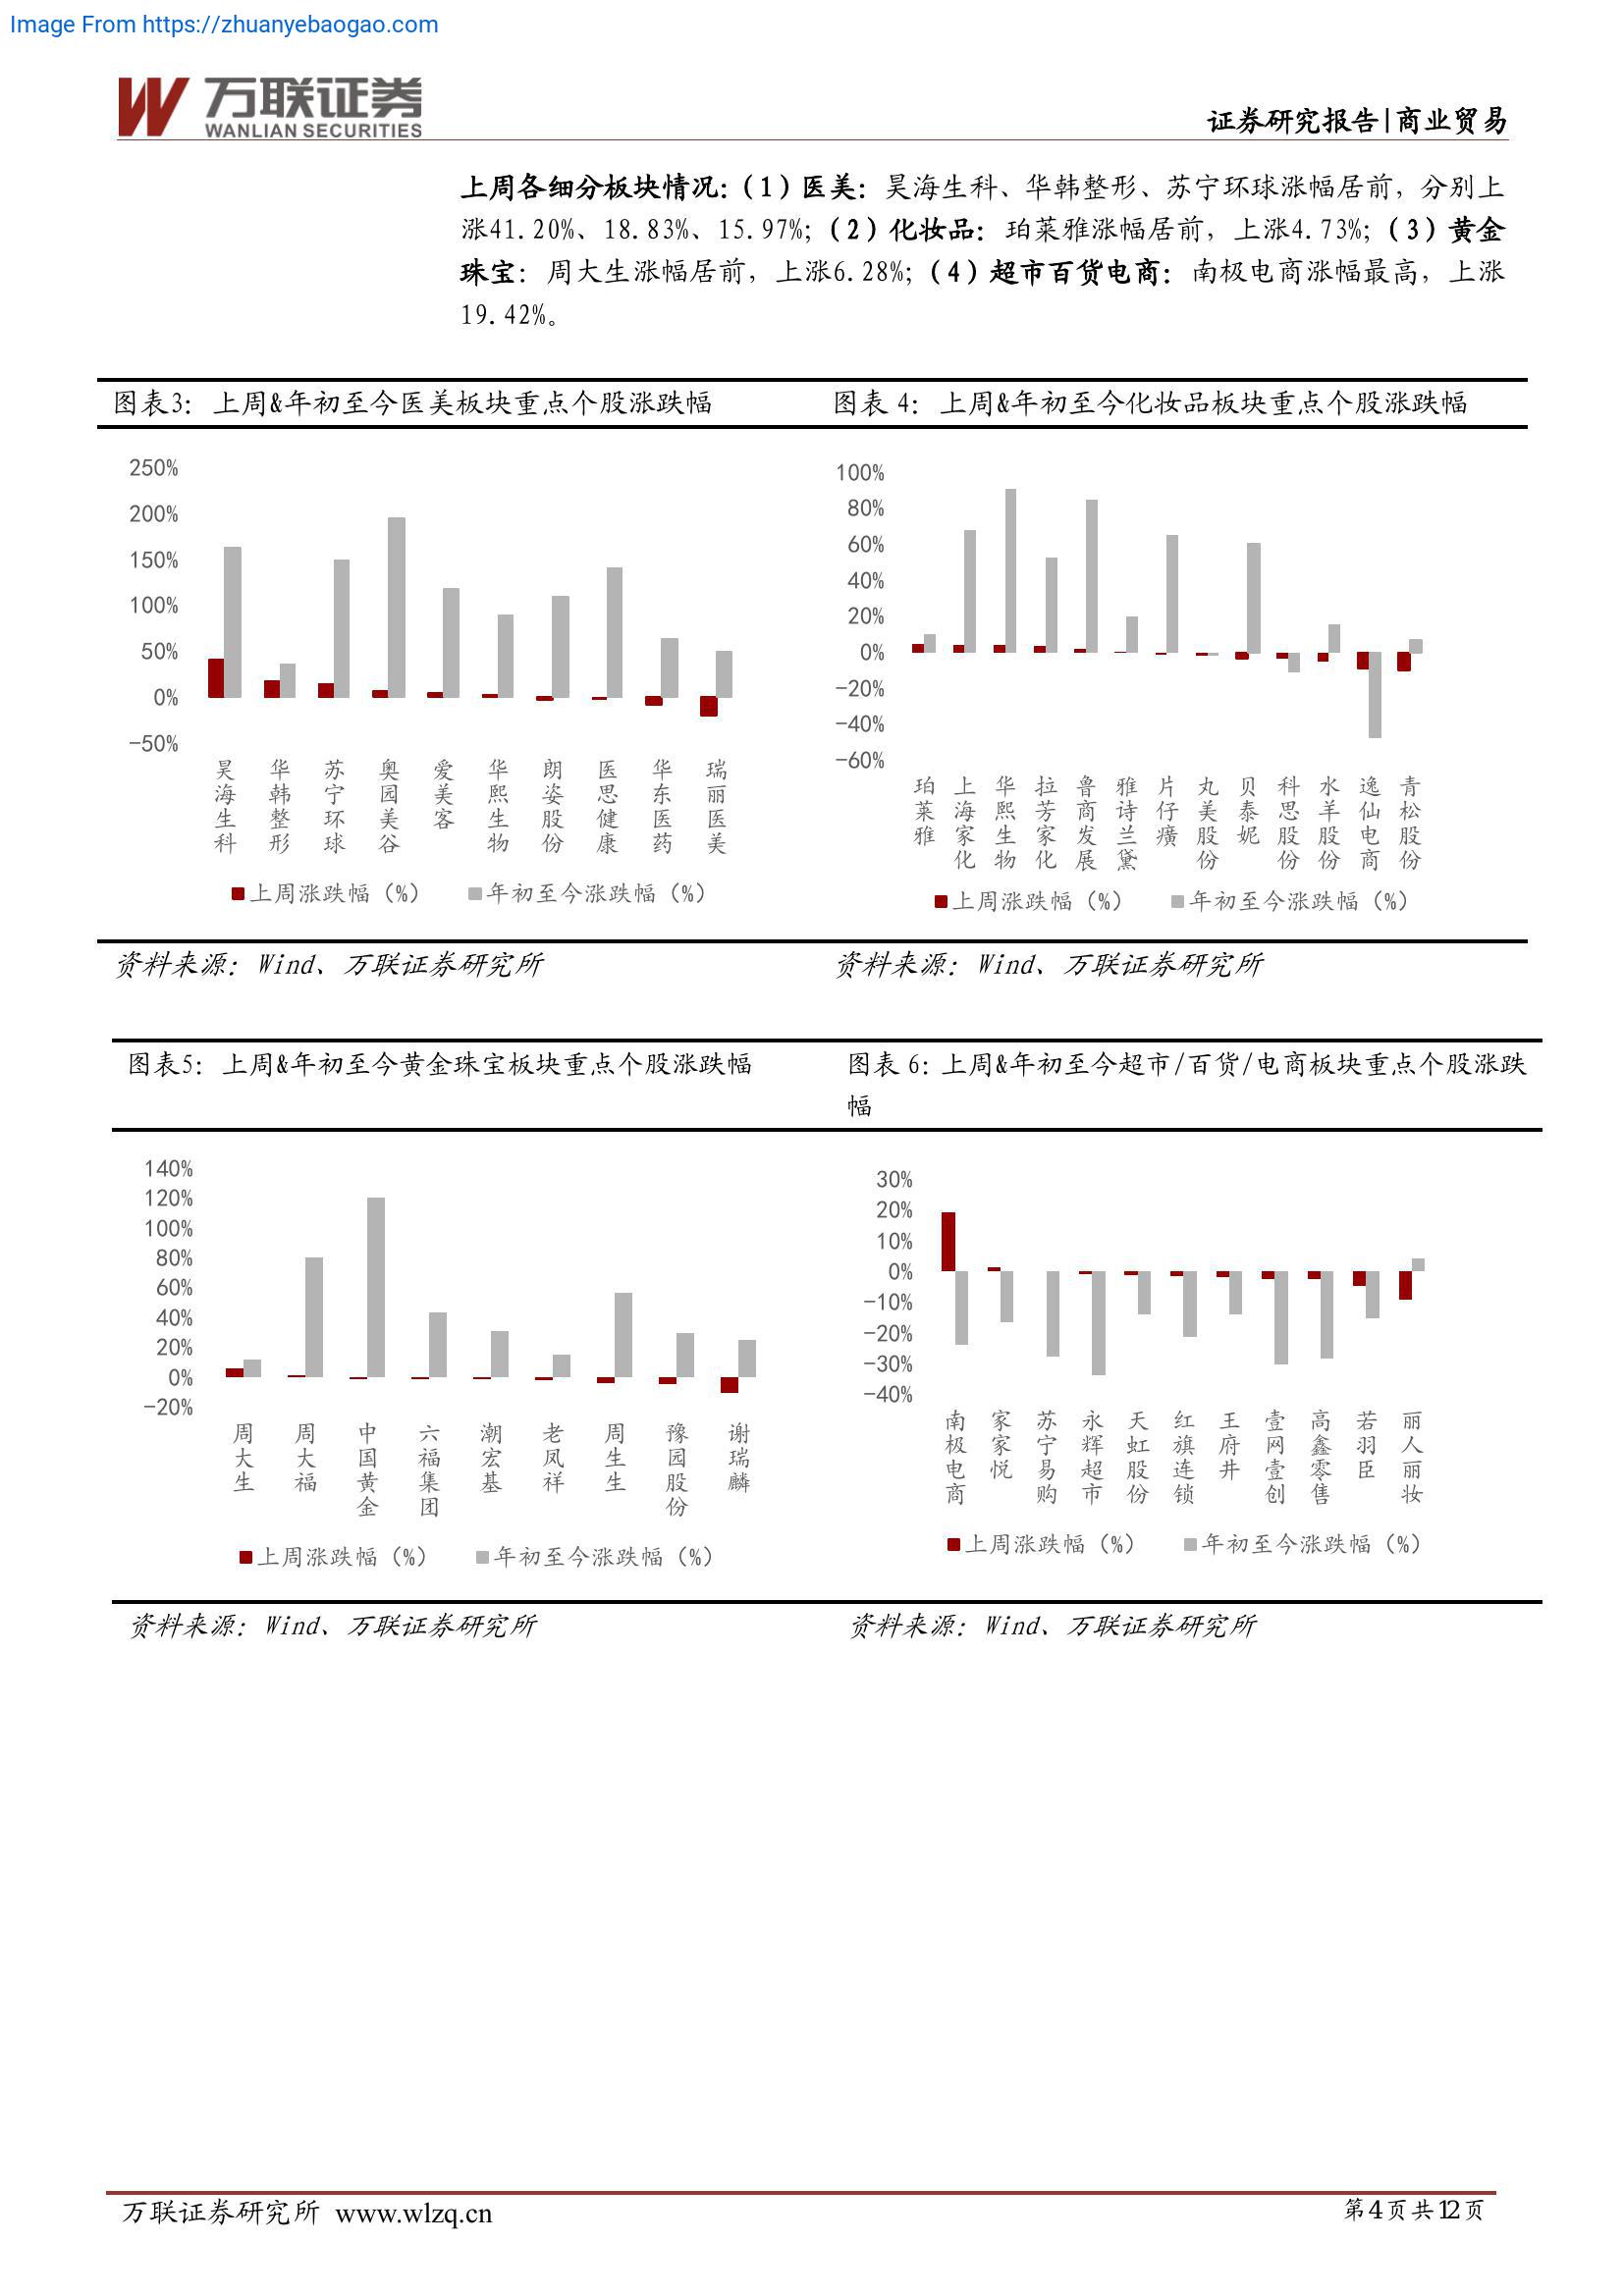 Image From https://zhuanyebaogao.com
万联证券
WANLIAN SECURITIES
证券研究报告|商业贸易
上周各细分板块情况：（1）医美：昊海生科、华韩整形、苏宁环球涨幅居前，分别上
涨41.20%、18.83%、15.97%；（2）化妆品：珀莱雅涨幅居前，上涨4.73%；（3）黄金
珠宝：周大生涨幅居前，上涨6.28%；（4）超市百货电商：南极电商涨幅最高，上涨
19.42%。
图表3：上周&年初至今医美板块重点个股涨跌幅
250%
200%
150%
100%
50%
0%
-50%
昊海生科
华韩整形
苏宁环球
奥园美谷
爱美客
华熙生物
朗姿股份
医思健康
华东医药
瑞丽医美
上周涨跌幅（%） 年初至今涨跌幅（%）
资料来源：Wind、万联证券研究所
图表 4：上周&年初至今化妆品板块重点个股涨跌幅
100%
80%
60%
40%
20%
0%
-20%
-40%
-60%
珀莱雅
上海家化
华熙生物
拉芳家化
鲁商发展
雅诗兰黛
片仔癀
丸美股份
贝泰妮
科思股份
水羊股份
逸仙电商
青松股份
上周涨跌幅（%） 年初至今涨跌幅（%）
资料来源：Wind、万联证券研究所
图表5：上周&年初至今黄金珠宝板块重点个股涨跌幅
140%
120%
100%
80%
60%
40%
20%
0%
-20%
周大生
周大福
中国黄金
六福集团
潮宏基
老凤祥
周生生
豫园股份
谢瑞麟
上周涨跌幅（%） 年初至今涨跌幅（%）
资料来源：Wind、万联证券研究所
图表 6：上周&年初至今超市/百货/电商板块重点个股涨跌
幅
30%
20%
10%
0%
-10%
-20%
-30%
-40%
南极电商
家家悦
苏宁易购
永辉超市
天虹股份
红旗连锁
王府井
壹网壹创
高鑫零售
若羽臣
丽人丽妆
上周涨跌幅（%） 年初至今涨跌幅（%）
资料来源：Wind、万联证券研究所
万联证券研究所 www.wlzq.cn
第4页共12页